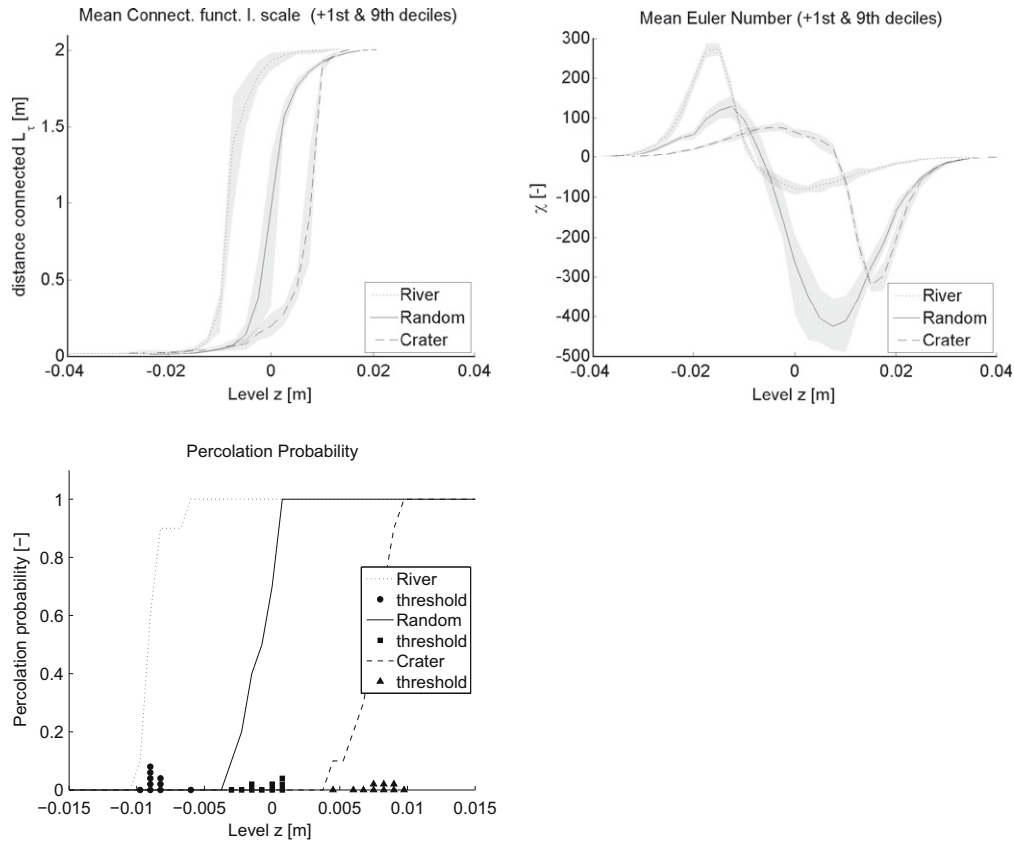 Mean Connect. funct. I. scale (+1st & 9th deciles)
2
1.5
1
0.5
0
distance connected L_τ [m]
-0.04
-0.02
0
0.02
0.04
Level z [m]
River
Random
Crater
Mean Euler Number (+1st & 9th deciles)
300
200
100
0
-100
-200
-300
-400
-500
χ [-]
-0.04
-0.02
0
0.02
0.04
Level z [m]
River
Random
Crater
Percolation Probability
1
0.8
0.6
0.4
0.2
0
Percolation probability [−]
−0.015
−0.01
−0.005
0
0.005
0.01
0.015
Level z [m]
River
threshold
Random
threshold
Crater
threshold